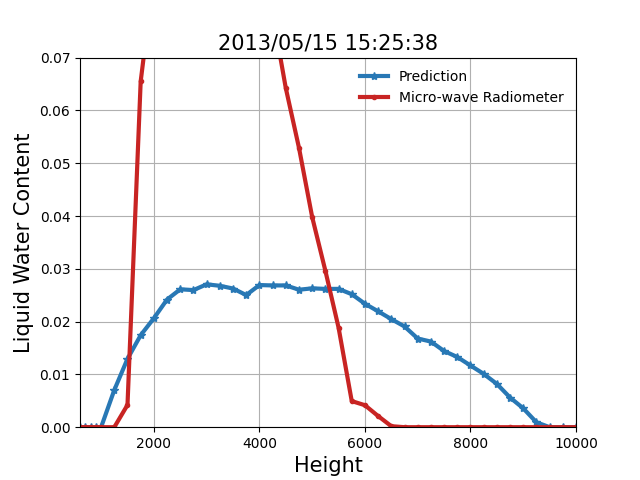 2013/05/15 15:25:38
0.07
0.06
0.05
0.04
0.03
0.02
0.01
0.00
Liquid Water Content
Prediction
Micro-wave Radiometer
2000 4000 6000 8000 10000
Height